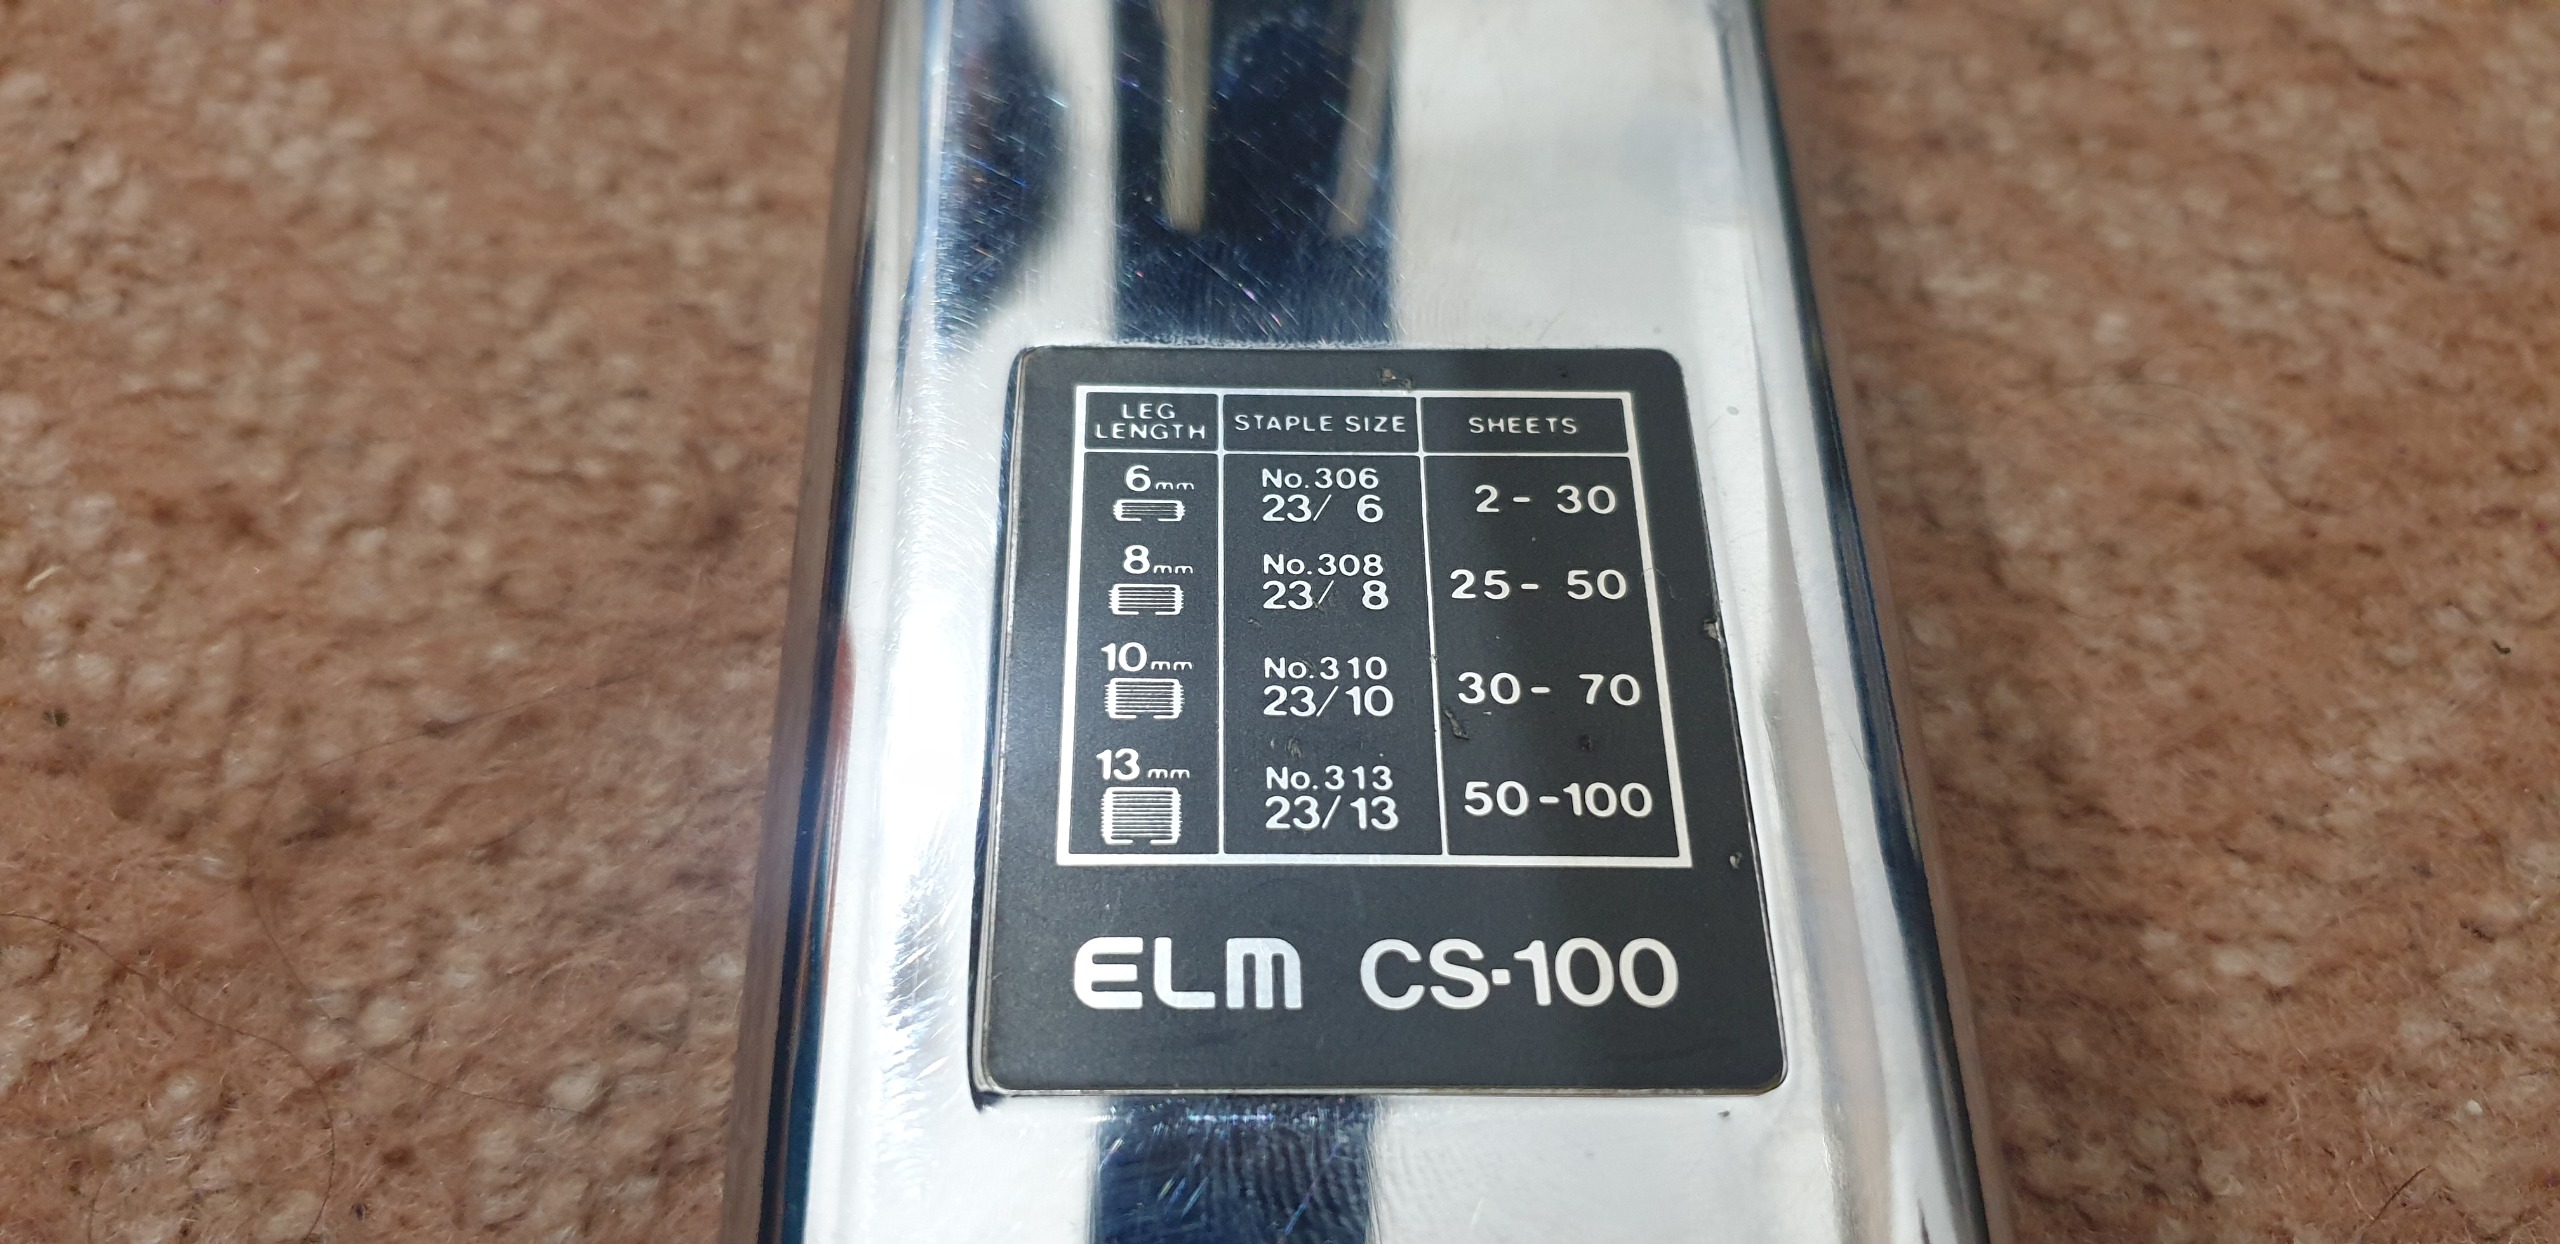 LEG LENGTH STAPLE SIZE SHEETS
6mm No.306 23/ 6 2- 30
8mm No.308 23/ 8 25- 50
10mm No.310 23/10 30- 70
13mm No.313 23/13 50-100
ELM CS-100